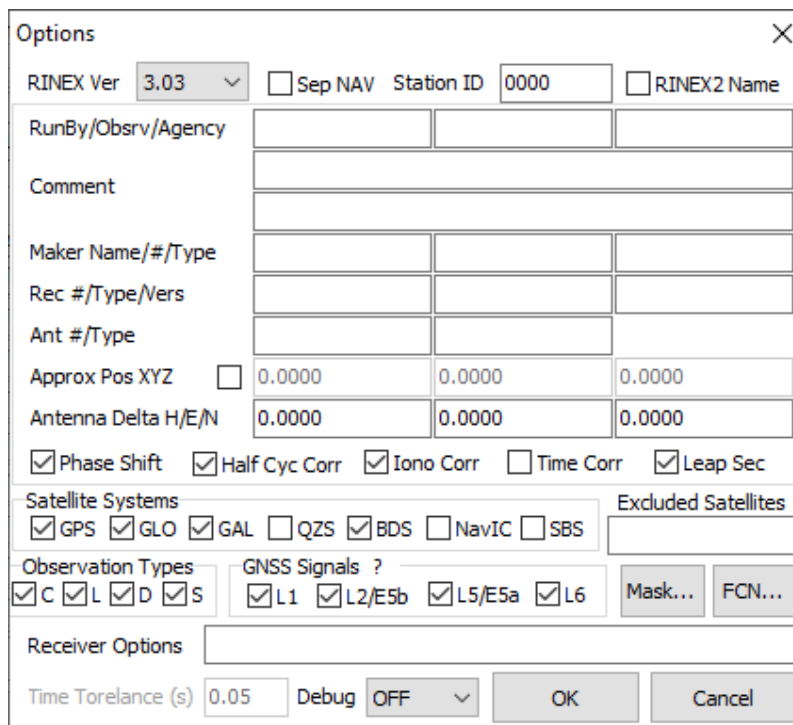 Options
RINEX Ver 3.03 Sep NAV Station ID 0000 RINEX2 Name
RunBy/Obsrv/Agency
Comment
Maker Name/#/Type
Rec #/Type/Vers
Ant #/Type
Approx Pos XYZ 0.0000 0.0000 0.0000
Antenna Delta H/E/N 0.0000 0.0000 0.0000
Phase Shift Half Cyc Corr Iono Corr Time Corr Leap Sec
Satellite Systems Excluded Satellites
GPS GLO GAL QZS BDS NavIC SBS
Observation Types GNSS Signals ?
C L D S L1 L2/E5b L5/E5a L6 Mask... FCN...
Receiver Options
Time Torelance (s) 0.05 Debug OFF OK Cancel